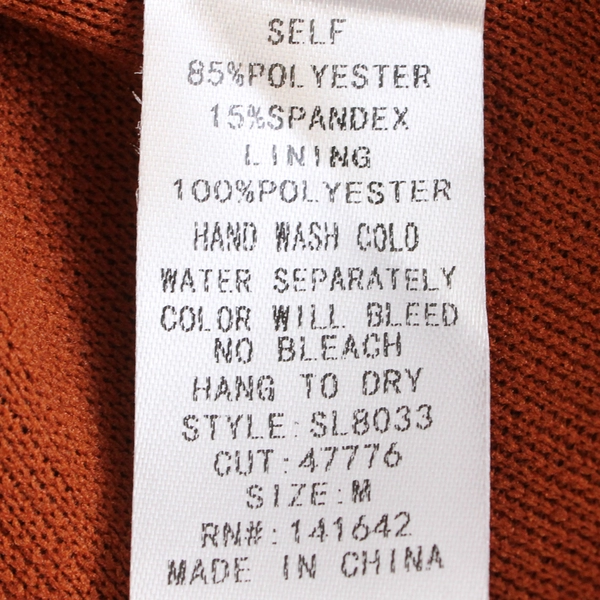 SELF
85%POLYESTER
15%SPANDEX
LINING
100%POLYESTER
HAND WASH COLD
WATER SEPARATELY
COLOR WILL BLEED
NO BLEACH
HANG TO DRY
STYLE:SL8033
CUT:47776
SIZE:M
RN#:141642
MADE IN CHINA